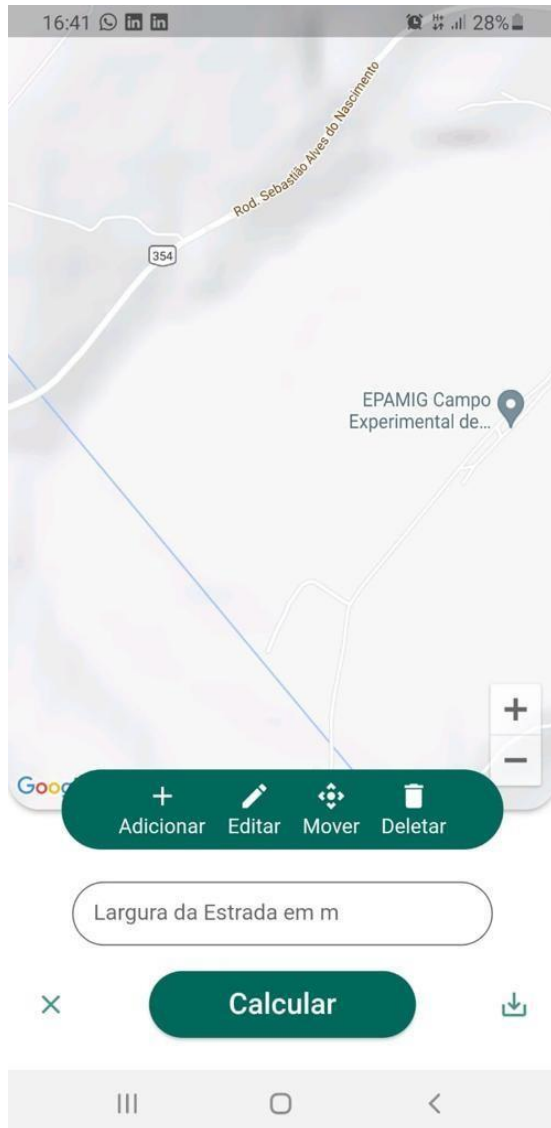 16:41
28%
Rod. Sebastião Alves do Nascimento
354
EPAMIG Campo
Experimental de...
+
−
Adicionar Editar Mover Deletar
Largura da Estrada em m
Calcular